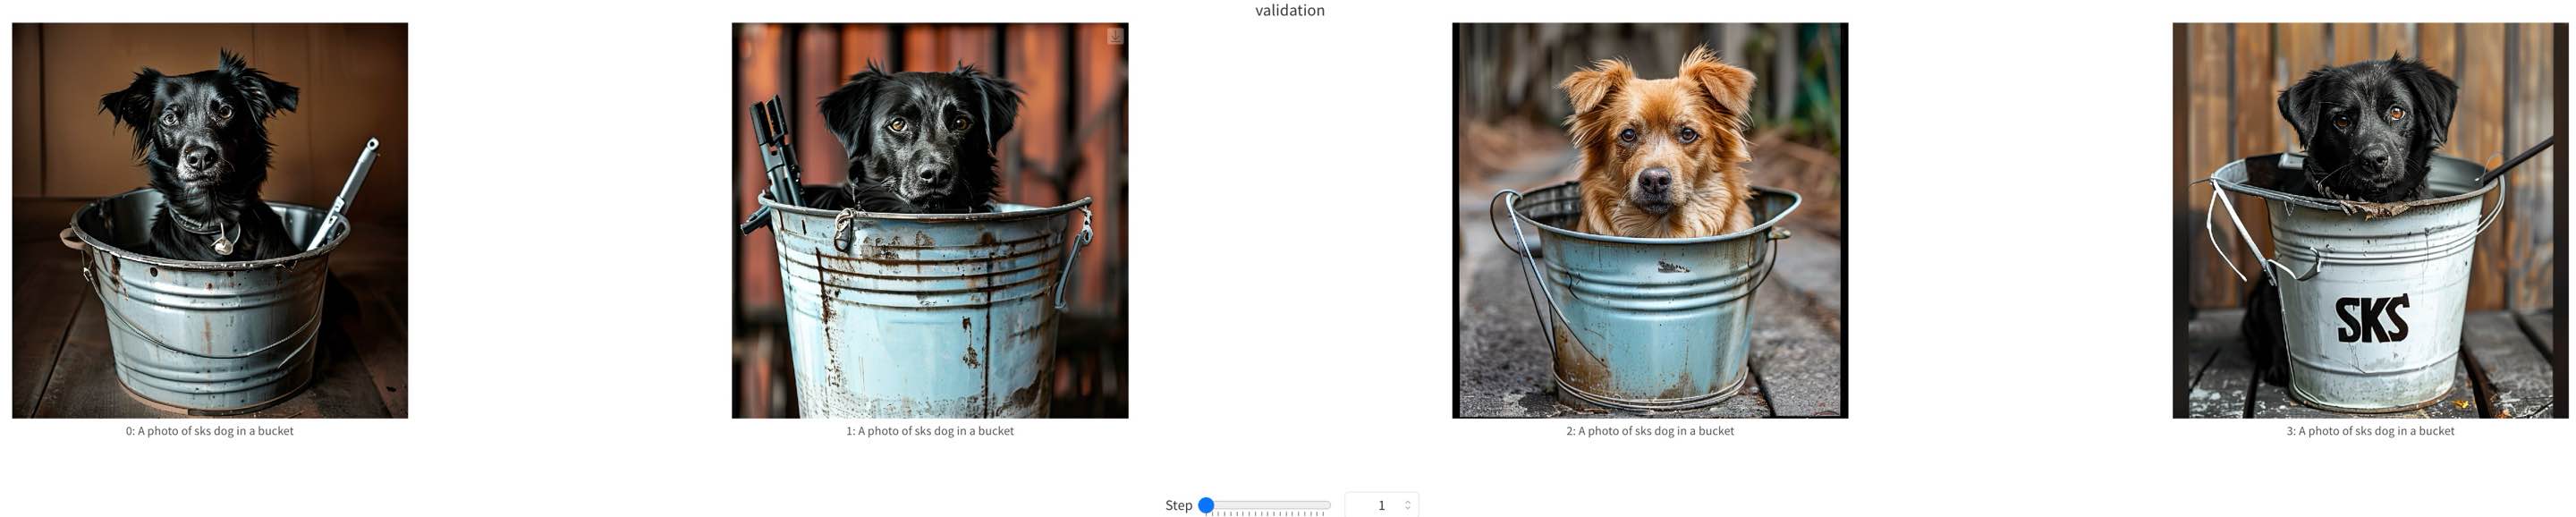 validation
0: A photo of sks dog in a bucket
1: A photo of sks dog in a bucket
2: A photo of sks dog in a bucket
SKS
3: A photo of sks dog in a bucket
Step 1